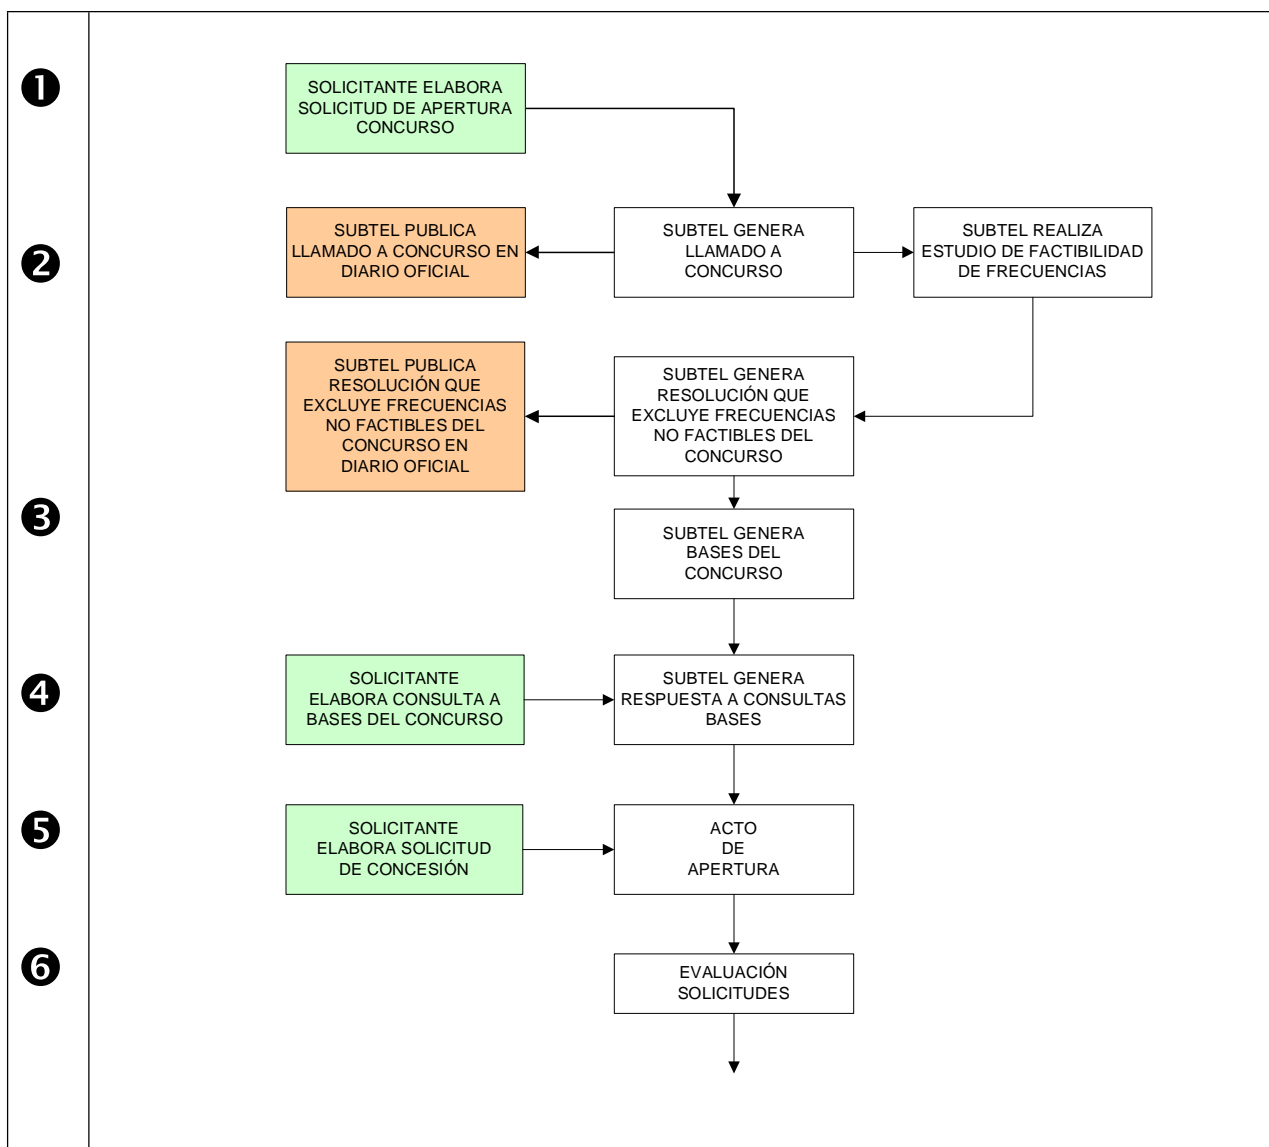 ❶
SOLICITANTE ELABORA
SOLICITUD DE APERTURA
CONCURSO
❷
SUBTEL PUBLICA
LLAMADO A CONCURSO EN
DIARIO OFICIAL
SUBTEL GENERA
LLAMADO A
CONCURSO
SUBTEL REALIZA
ESTUDIO DE FACTIBILIDAD
DE FRECUENCIAS
SUBTEL PUBLICA
RESOLUCIÓN QUE
EXCLUYE FRECUENCIAS
NO FACTIBLES DEL
CONCURSO EN
DIARIO OFICIAL
SUBTEL GENERA
RESOLUCIÓN QUE
EXCLUYE FRECUENCIAS
NO FACTIBLES DEL
CONCURSO
❸
SUBTEL GENERA
BASES DEL
CONCURSO
❹
SOLICITANTE
ELABORA CONSULTA A
BASES DEL CONCURSO
SUBTEL GENERA
RESPUESTA A CONSULTAS
BASES
❺
SOLICITANTE
ELABORA SOLICITUD
DE CONCESIÓN
ACTO
DE
APERTURA
❻
EVALUACIÓN
SOLICITUDES